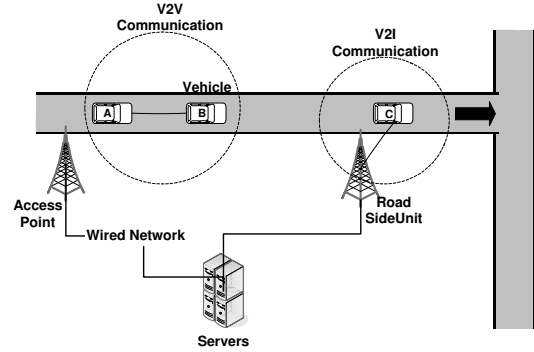 V2V
Communication
V2I
Communication
Vehicle
A
B
C
Access
Point
Road
SideUnit
Wired Network
Servers